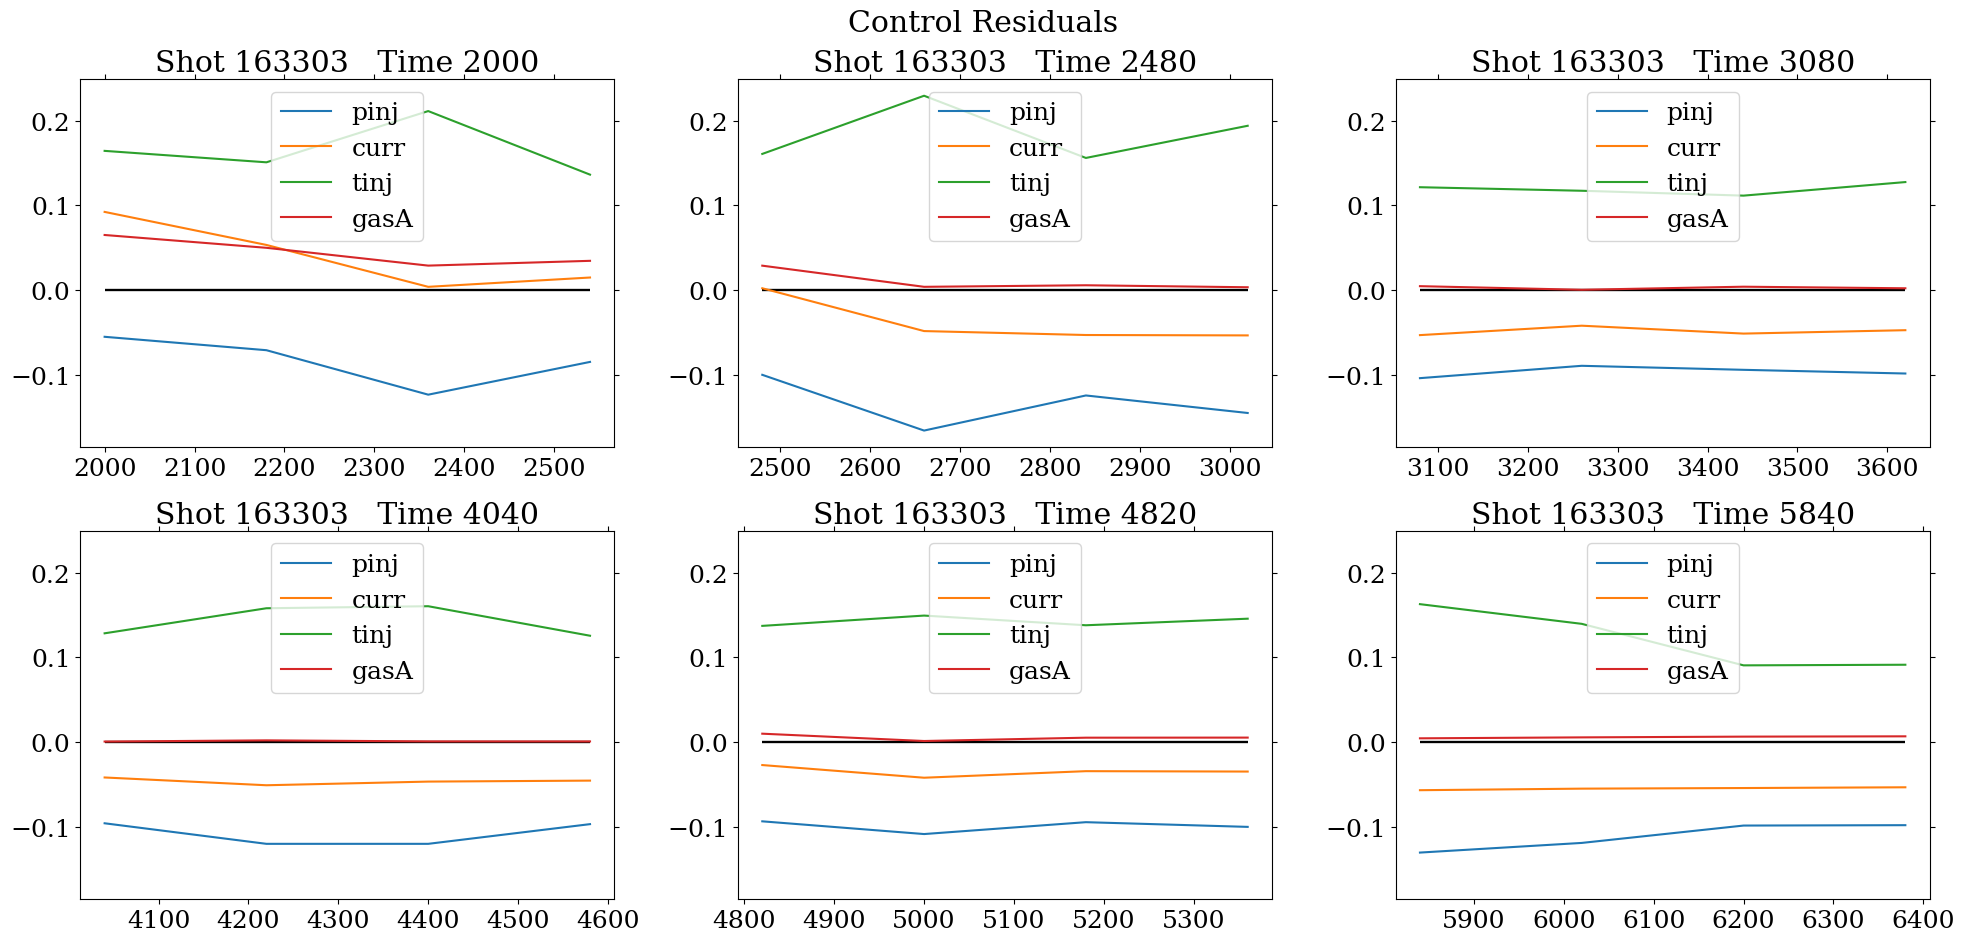 Control Residuals
Shot 163303 Time 2000
Shot 163303 Time 2480
Shot 163303 Time 3080
pinj
curr
tinj
gasA
0.2
0.1
0.0
−0.1
2000 2100 2200 2300 2400 2500
pinj
curr
tinj
gasA
0.2
0.1
0.0
−0.1
2500 2600 2700 2800 2900 3000
pinj
curr
tinj
gasA
0.2
0.1
0.0
−0.1
3100 3200 3300 3400 3500 3600
Shot 163303 Time 4040
Shot 163303 Time 4820
Shot 163303 Time 5840
pinj
curr
tinj
gasA
0.2
0.1
0.0
−0.1
4100 4200 4300 4400 4500 4600
pinj
curr
tinj
gasA
0.2
0.1
0.0
−0.1
4800 4900 5000 5100 5200 5300
pinj
curr
tinj
gasA
0.2
0.1
0.0
−0.1
5900 6000 6100 6200 6300 6400